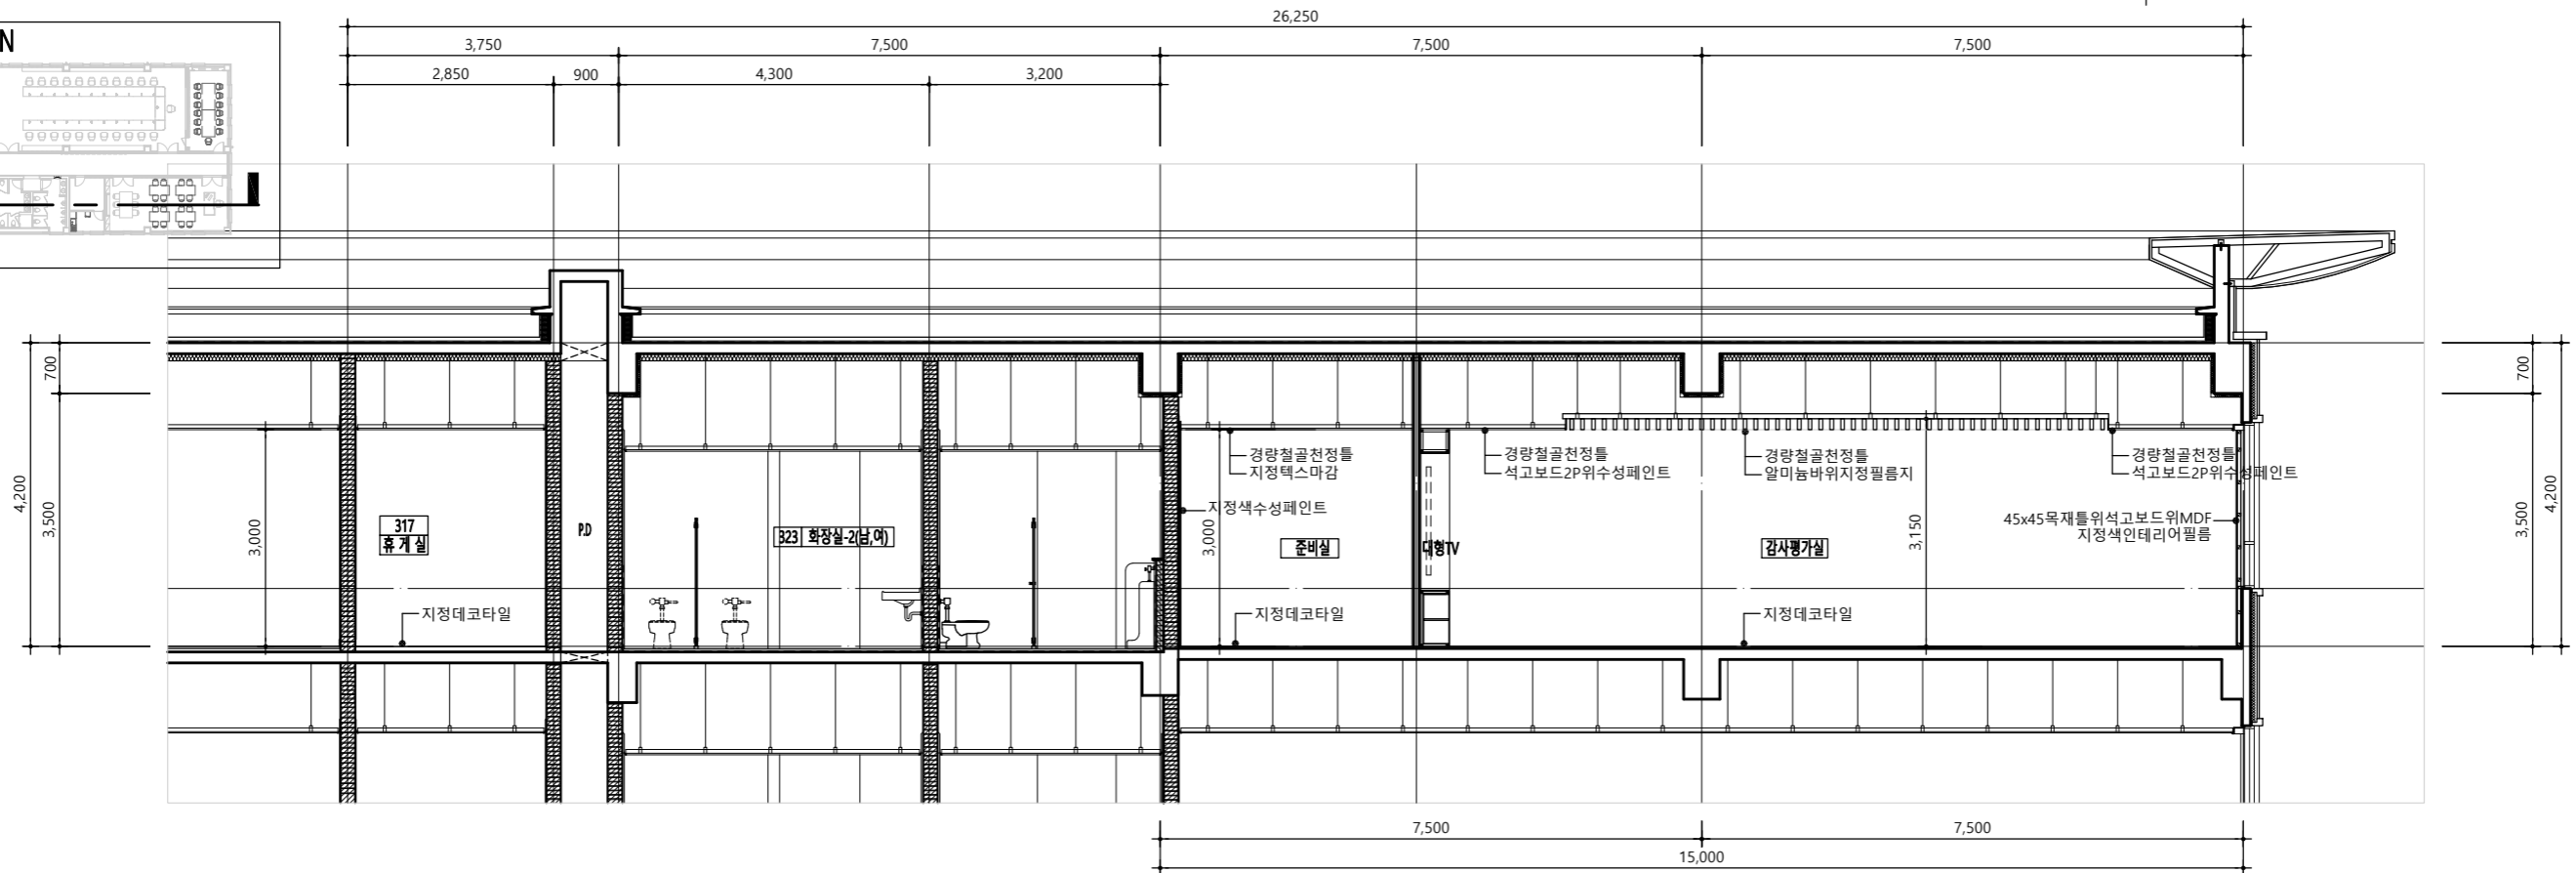 26,250
N
3,750
7,500
7,500
7,500
2,850
900
4,300
3,200
700
4,200
3,500
3,000
317
휴 게 실
지정데코타일
P.D
323 화장실-2(남,여)
경량철골천정틀
지정텍스마감
지정색수성페인트
3,000
준비실
지정데코타일
대형TV
경량철골천정틀
석고보드2P위수성페인트
경량철골천정틀
알미늄바위지정필름지
감사평가실
3,150
지정데코타일
경량철골천정틀
석고보드2P위수성페인트
45x45목재틀위석고보드위MDF
지정색인테리어필름
700
3,500
4,200
7,500
7,500
15,000